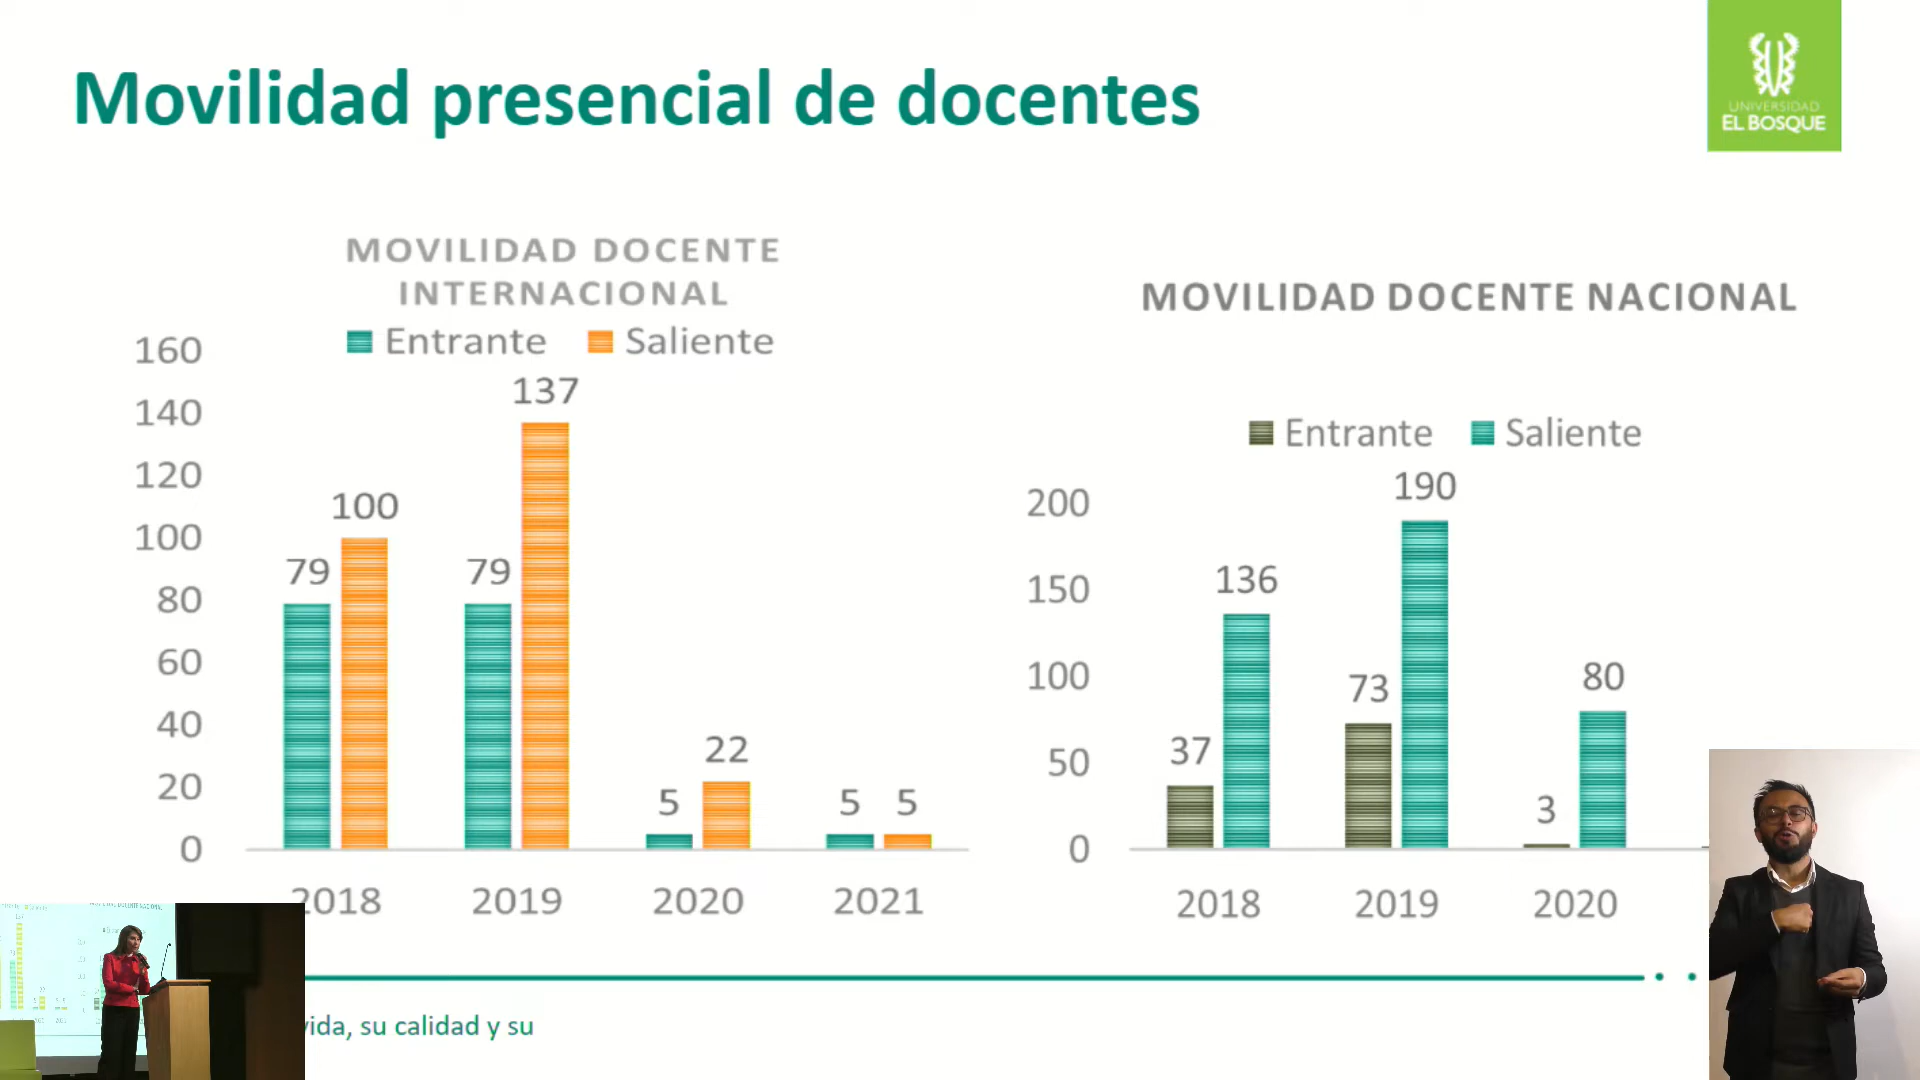 Movilidad presencial de docentes
UNIVERSIDAD
EL BOSQUE
MOVILIDAD DOCENTE
INTERNACIONAL
Entrante Saliente
160
140
120
100
80
60
40
20
0
79
100
79
137
5
22
5
5
2018 2019 2020 2021
MOVILIDAD DOCENTE NACIONAL
Entrante Saliente
200
150
100
50
0
37
136
73
190
3
80
2018 2019 2020
vida, su calidad y su